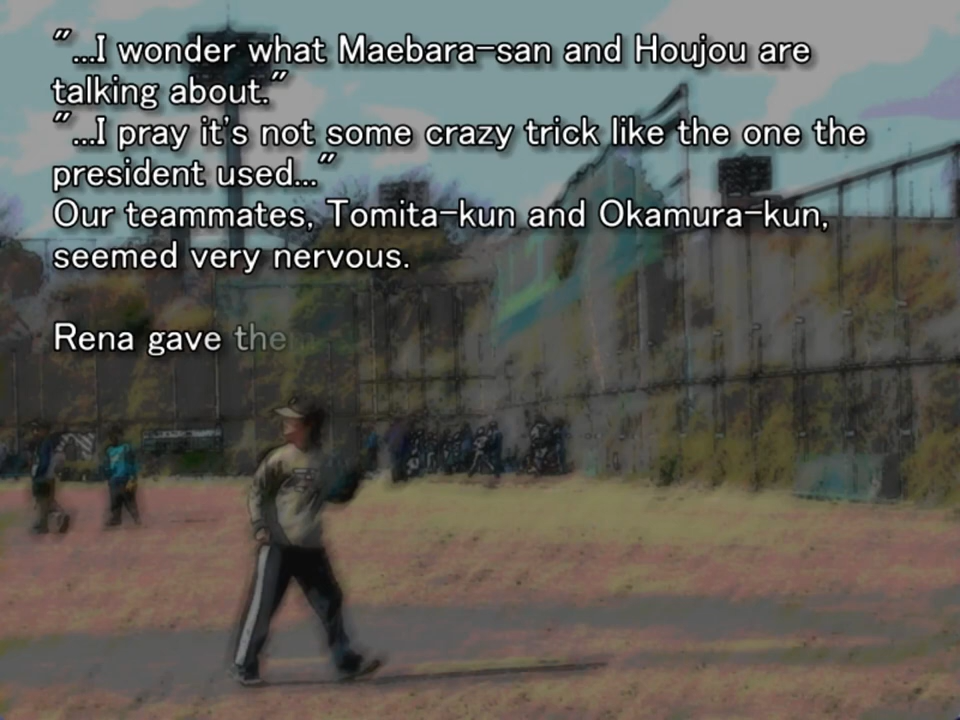 "...I wonder what Maebara-san and Houjou are
talking about."
"...I pray it's not some crazy trick like the one the
president used..."
Our teammates, Tomita-kun and Okamura-kun,
seemed very nervous.
Rena gave the